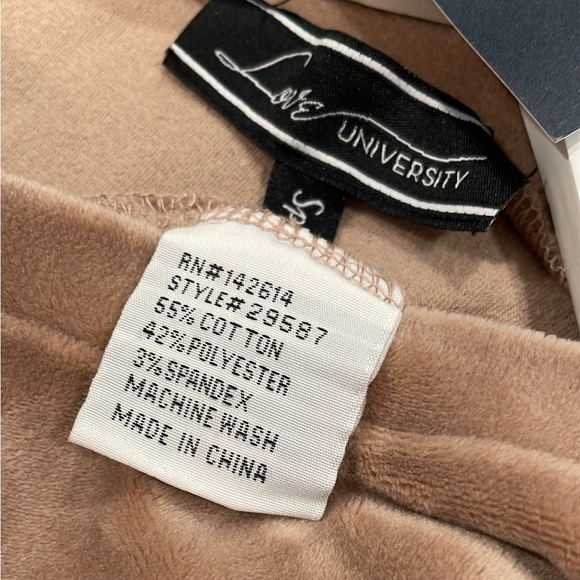 Love
UNIVERSITY
RN#142614
STYLE#29587
55%COTTON
42%POLYESTER
3%SPANDEX
MACHINE WASH
MADE IN CHINA